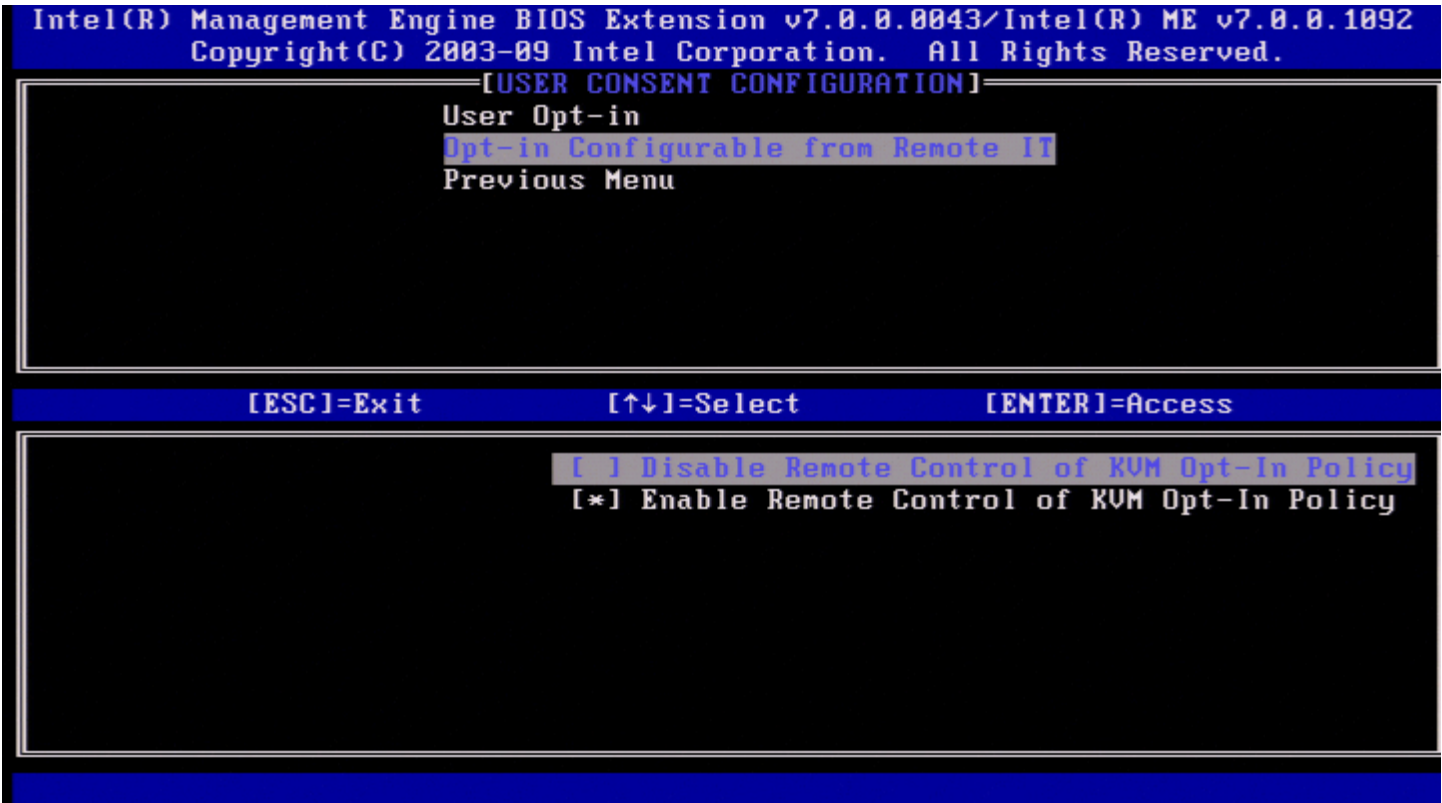 Intel(R) Management Engine BIOS Extension v7.0.0.0043/Intel(R) ME v7.0.0.1092
Copyright(C) 2003-09 Intel Corporation. All Rights Reserved.
[USER CONSENT CONFIGURATION]
User Opt-in
Opt-in Configurable from Remote IT
Previous Menu
[ESC]=Exit [↑↓]=Select [ENTER]=Access
[ ] Disable Remote Control of KVM Opt-In Policy
[*] Enable Remote Control of KVM Opt-In Policy